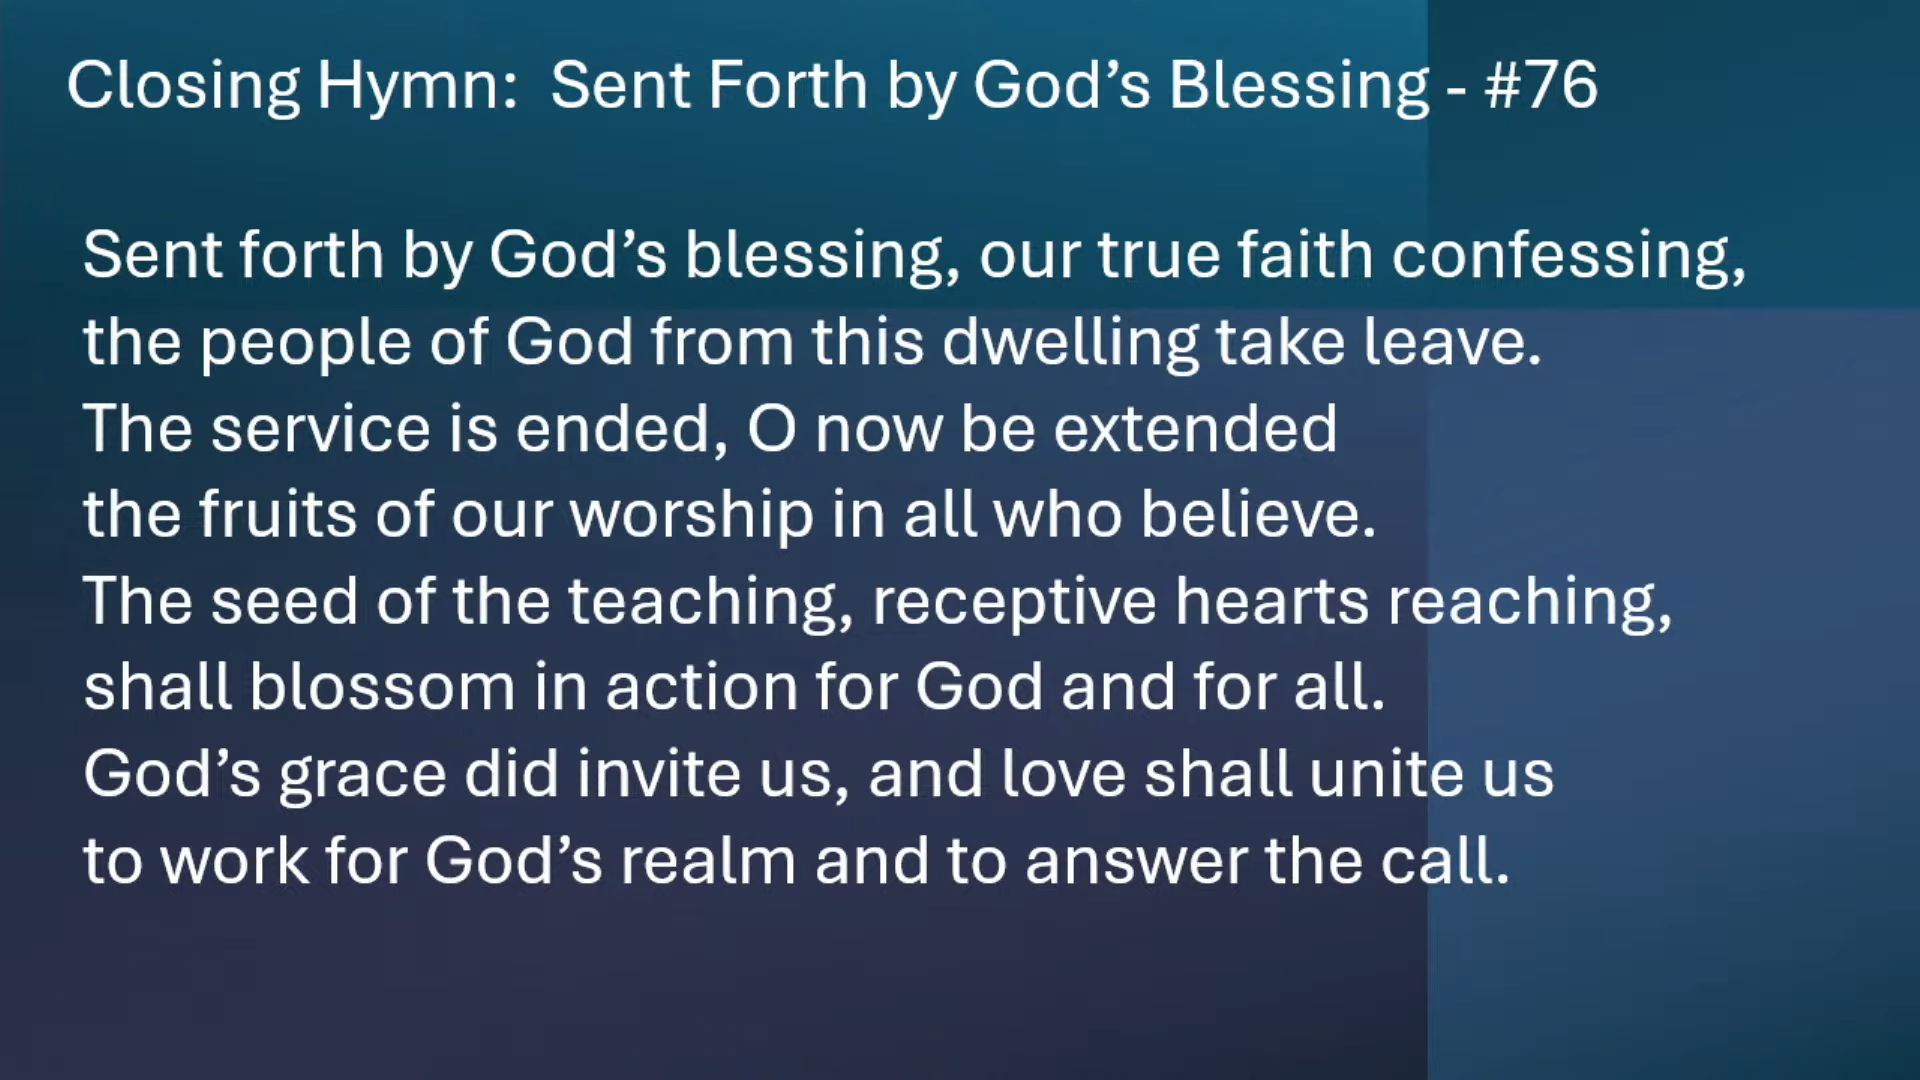 Closing Hymn:  Sent Forth by God’s Blessing - #76
Sent forth by God’s blessing, our true faith confessing,
the people of God from this dwelling take leave.
The service is ended, O now be extended
the fruits of our worship in all who believe.
The seed of the teaching, receptive hearts reaching,
shall blossom in action for God and for all.
God’s grace did invite us, and love shall unite us
to work for God’s realm and to answer the call.